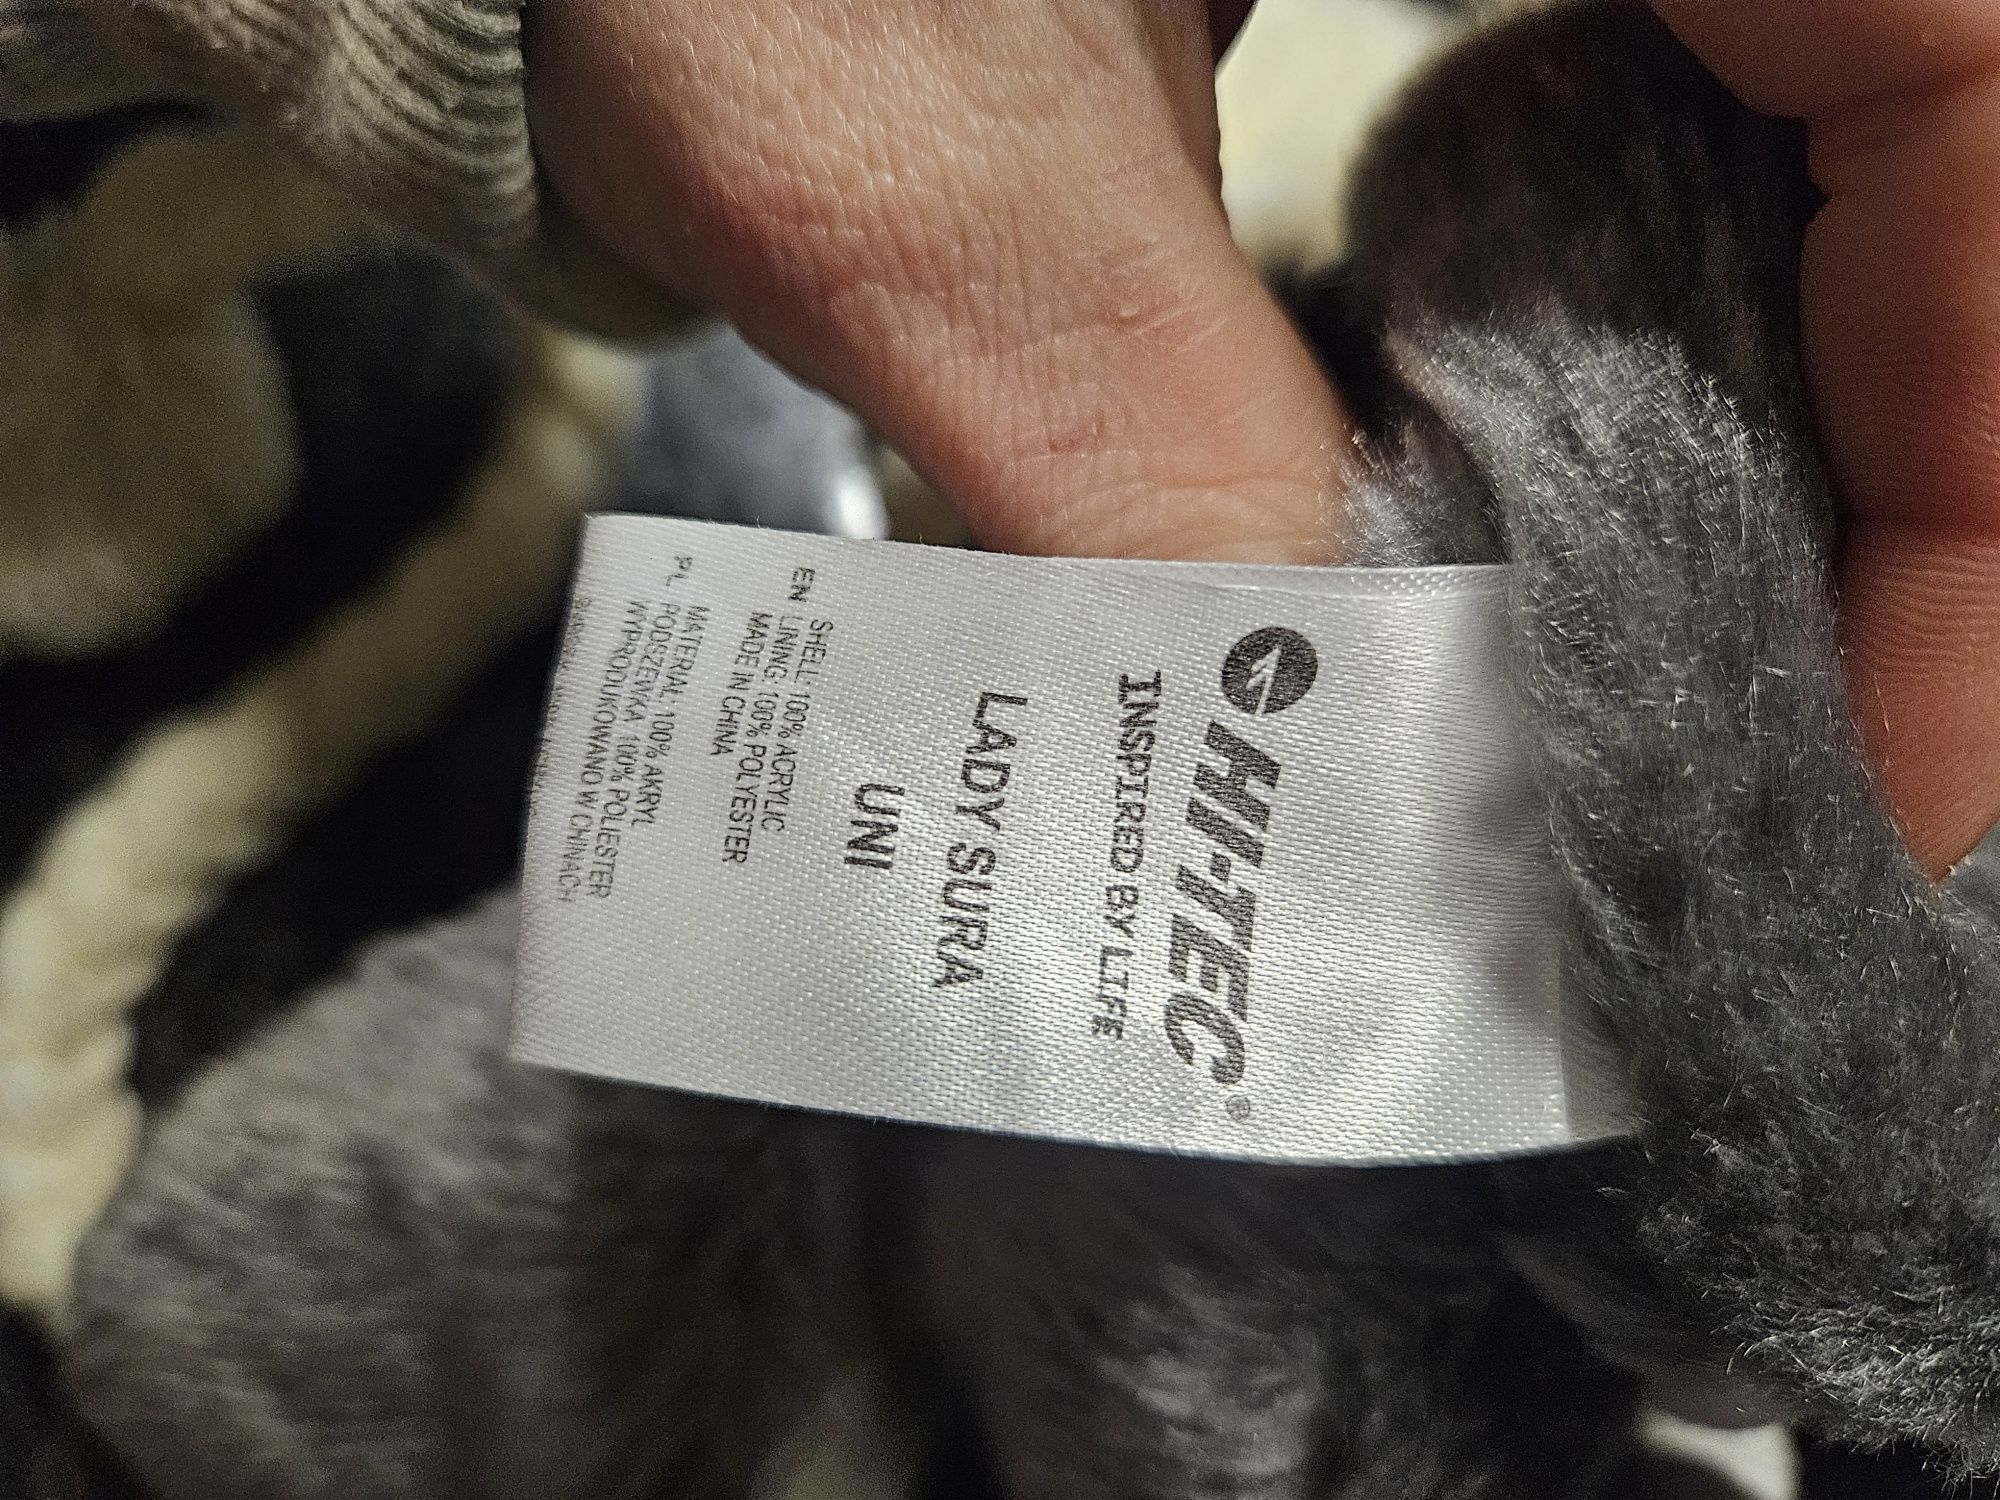 HI-TEC®
INSPIRED BY LIFE
LADY SURA
UNI
SHELL: 100% ACRYLIC
EN LINING 100% POLYESTER
MADE IN CHINA
MATERIAŁ: 100% AKRYL
PL PODSZEWKA 100% POLIESTER
WYPRODUKOWANO W CHINACH